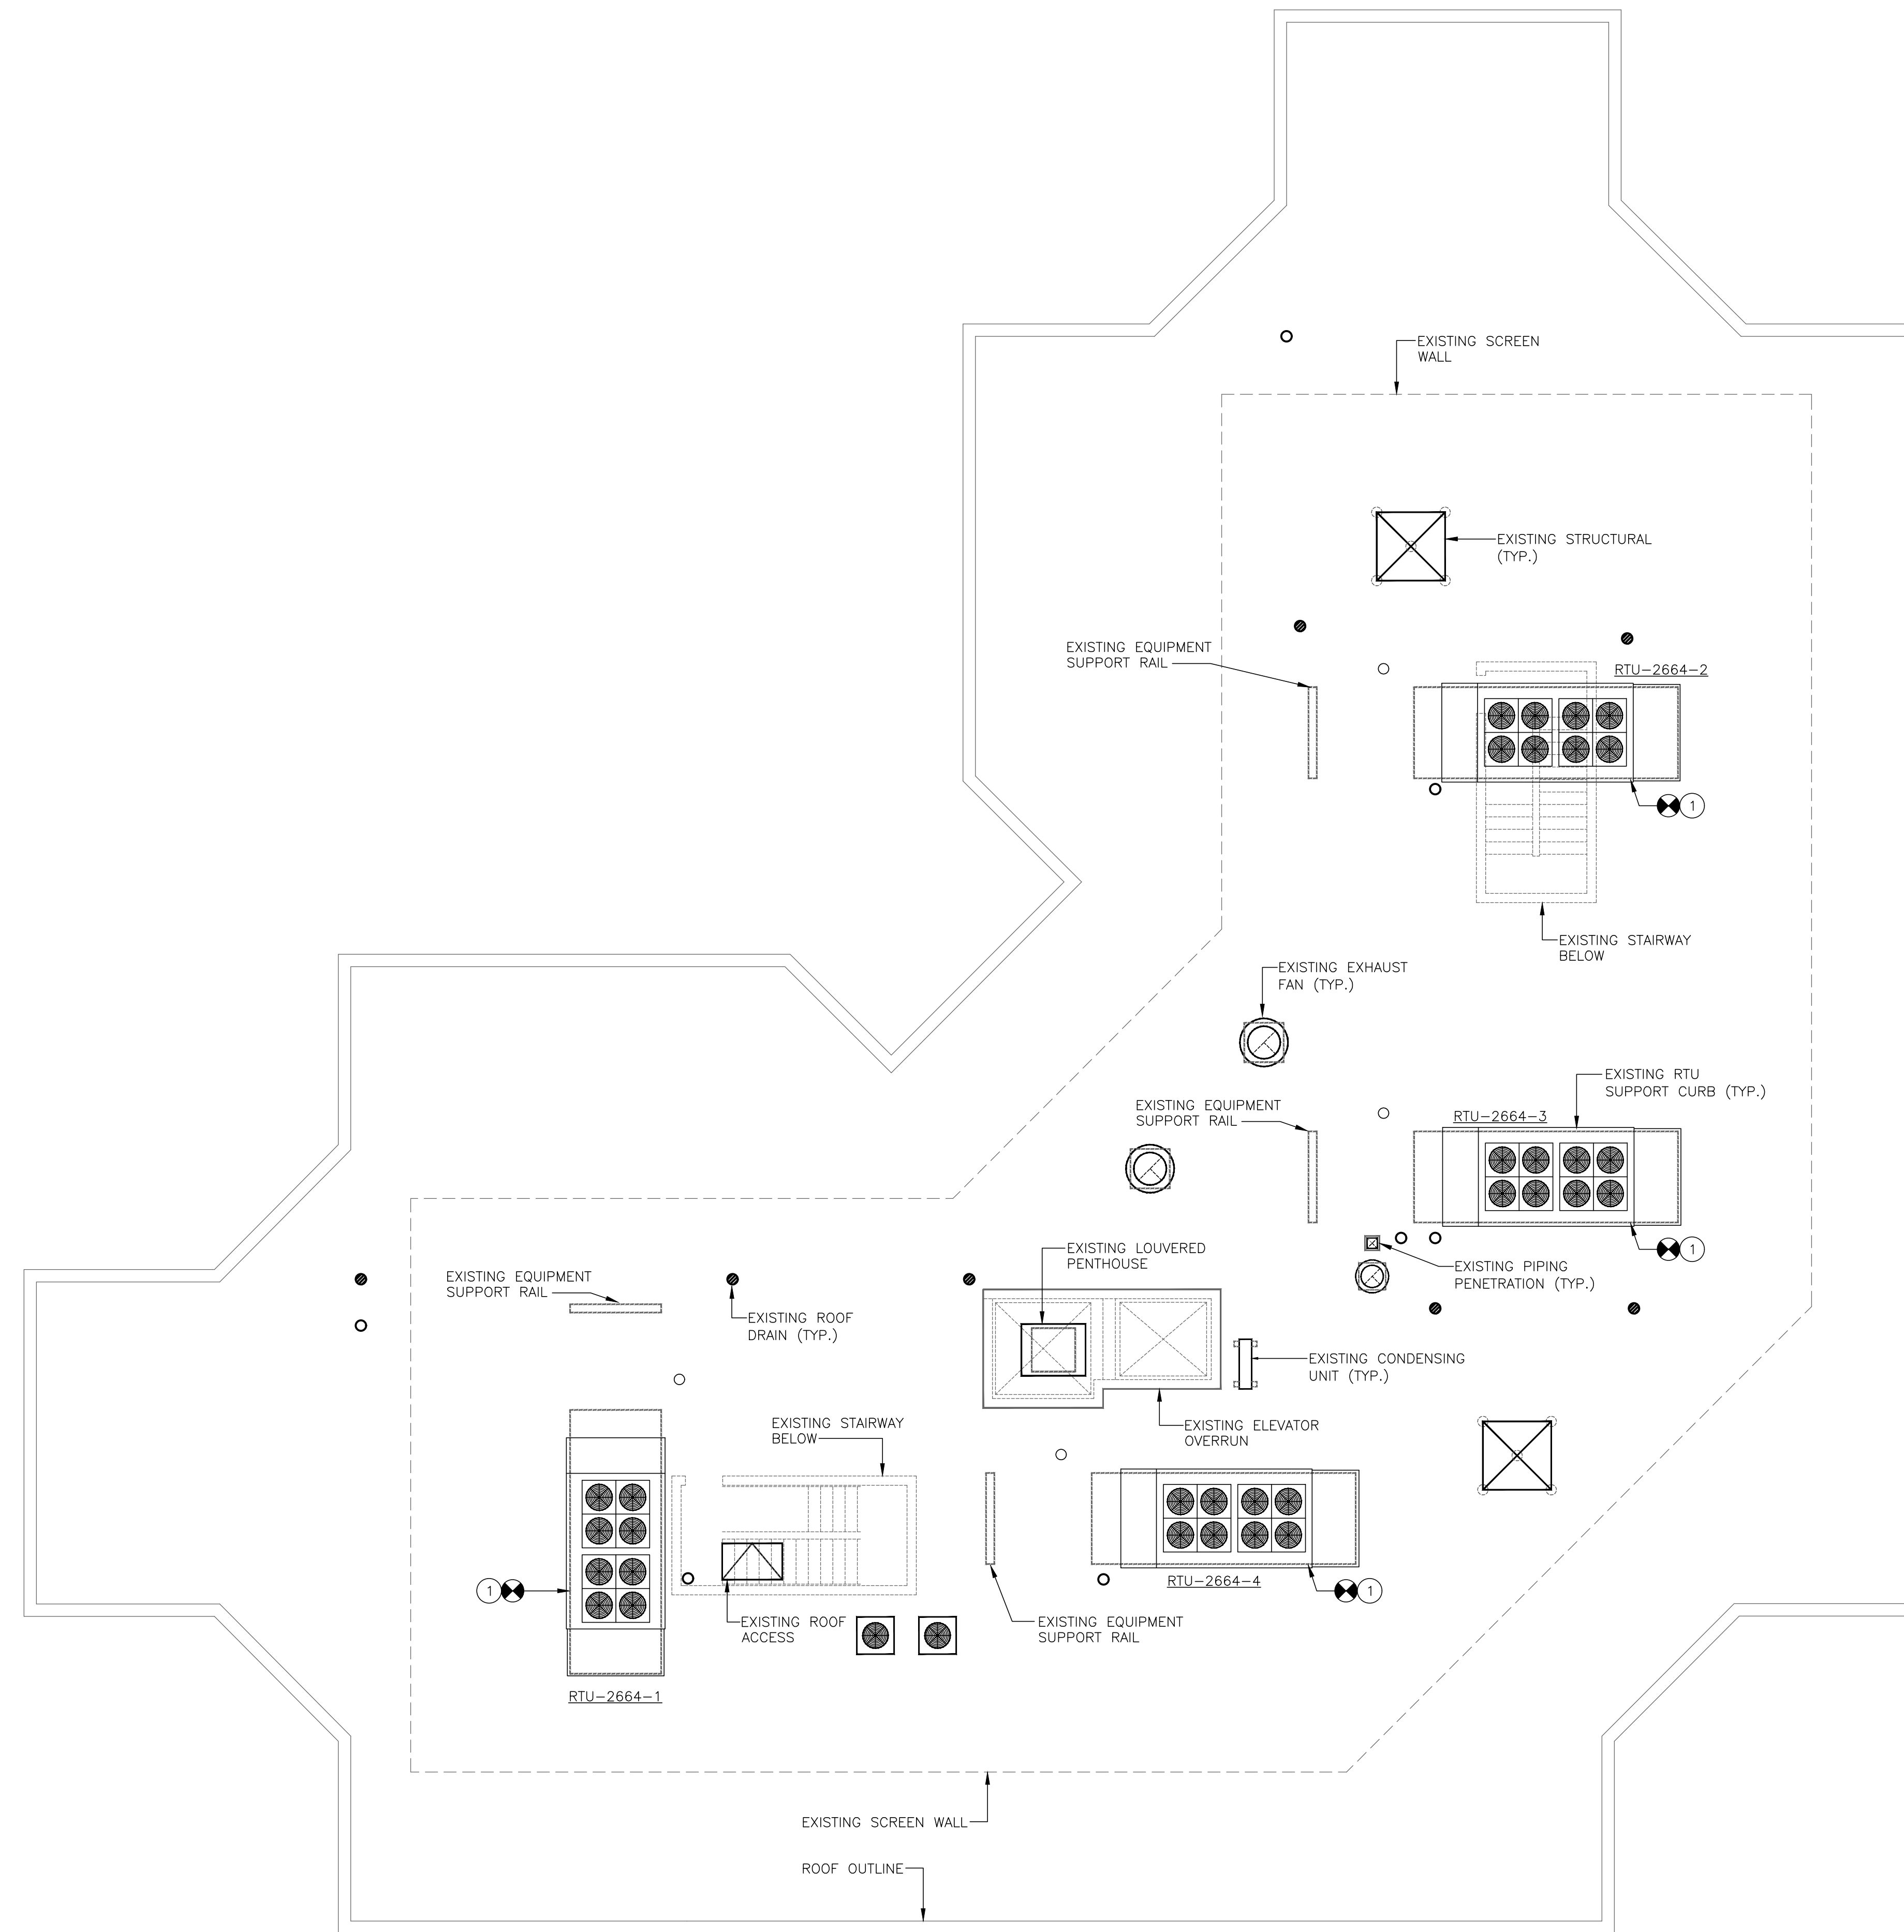 EXISTING SCREEN
WALL
EXISTING STRUCTURAL
(TYP.)
EXISTING EQUIPMENT
SUPPORT RAIL
RTU-2664-2
1
EXISTING STAIRWAY
BELOW
EXISTING EXHAUST
FAN (TYP.)
EXISTING RTU
SUPPORT CURB (TYP.)
EXISTING EQUIPMENT
SUPPORT RAIL
RTU-2664-3
1
EXISTING LOUVERED
PENTHOUSE
EXISTING PIPING
PENETRATION (TYP.)
EXISTING EQUIPMENT
SUPPORT RAIL
EXISTING ROOF
DRAIN (TYP.)
EXISTING CONDENSING
UNIT (TYP.)
EXISTING STAIRWAY
BELOW
EXISTING ELEVATOR
OVERRUN
1
RTU-2664-4
1
EXISTING ROOF
ACCESS
EXISTING EQUIPMENT
SUPPORT RAIL
RTU-2664-1
EXISTING SCREEN WALL
ROOF OUTLINE